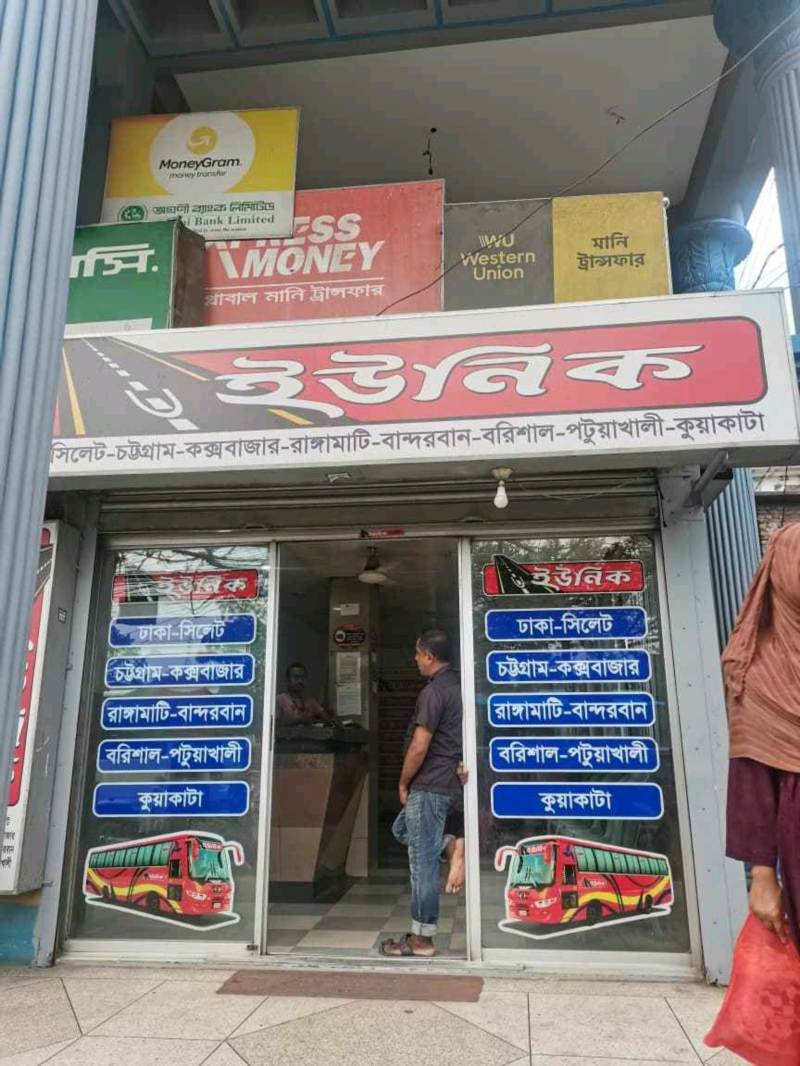 MoneyGram.
money transfer
অগ্রণী ব্যাংক লিমিটেড
Bank Limited
সি.
PRESS
MONEY
গ্লোবাল মানি ট্রান্সফার
WU
Western
Union
মানি
ট্রান্সফার
ইউনিক
সিলেট-চট্টগ্রাম-কক্সবাজার-রাঙ্গামাটি-বান্দরবান-বরিশাল-পটুয়াখালী-কুয়াকাটা
ইউনিক
ঢাকা-সিলেট
চট্টগ্রাম-কক্সবাজার
রাঙ্গামাটি-বান্দরবান
বরিশাল-পটুয়াখালী
কুয়াকাটা
ইউনিক
ঢাকা-সিলেট
চট্টগ্রাম-কক্সবাজার
রাঙ্গামাটি-বান্দরবান
বরিশাল-পটুয়াখালী
কুয়াকাটা